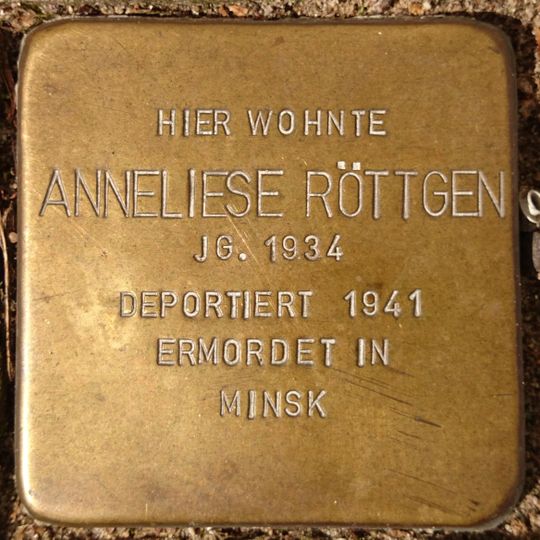 HIER WOHNTE
ANNELIESE RÖTTGEN
JG. 1934
DEPORTIERT 1941
ERMORDET IN
MINSK